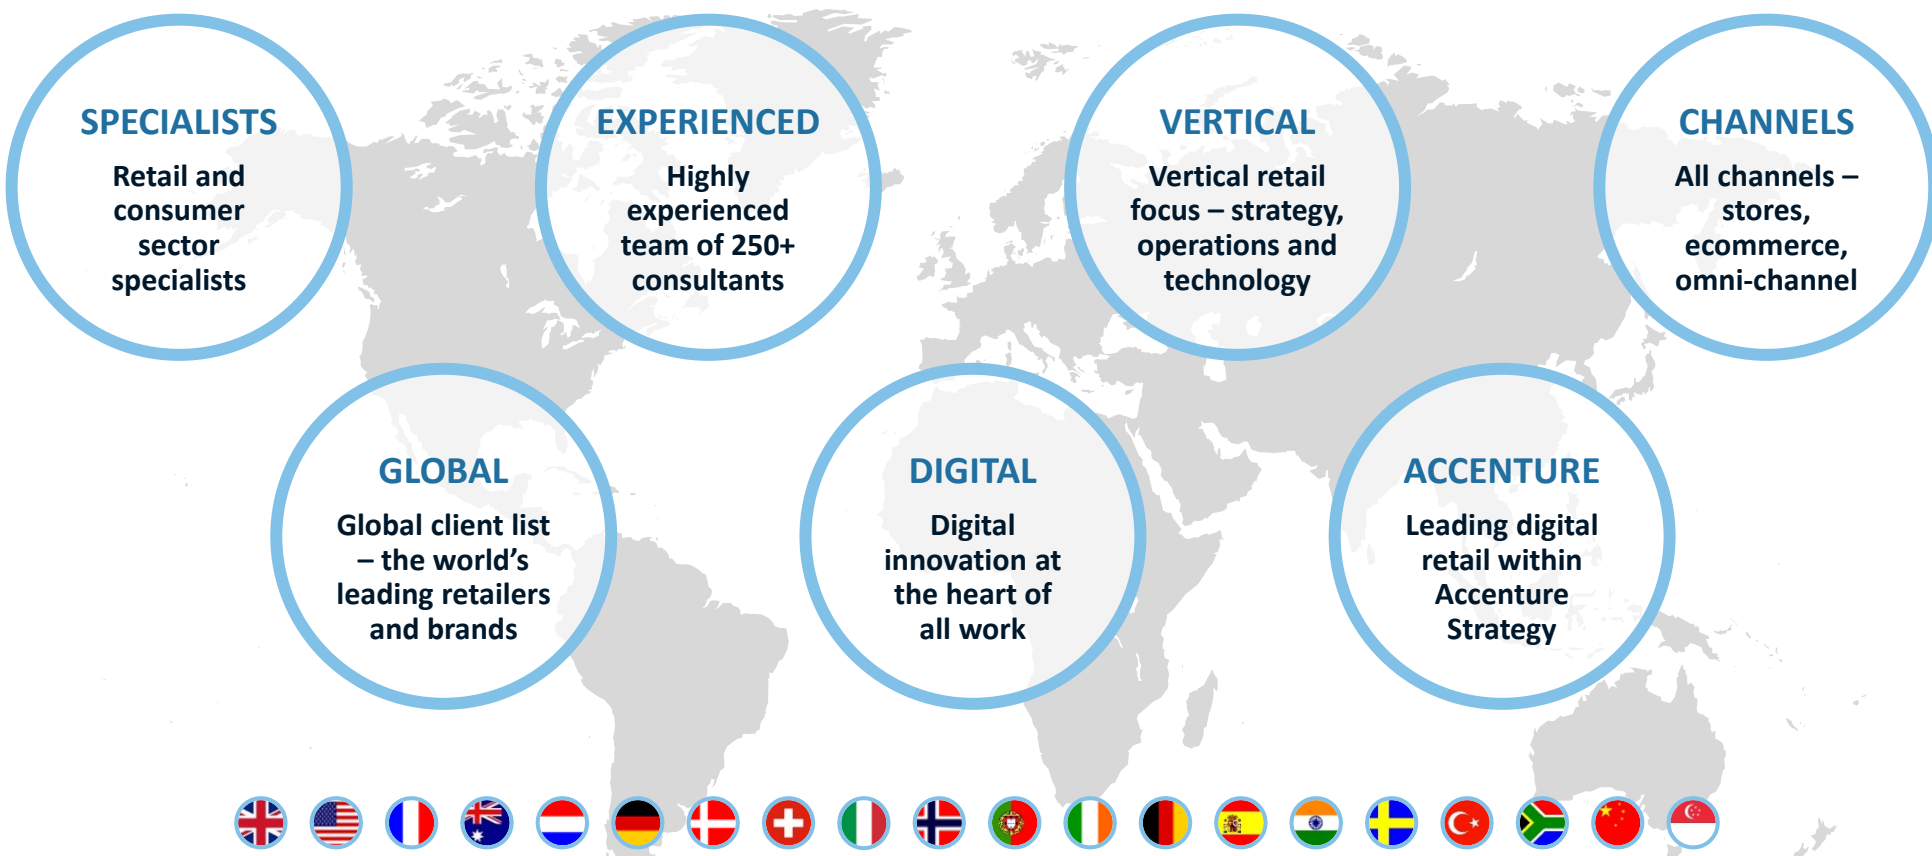 SPECIALISTS
Retail and
consumer
sector
specialists
EXPERIENCED
Highly
experienced
team of 250+
consultants
VERTICAL
Vertical retail
focus – strategy,
operations and
technology
CHANNELS
All channels –
stores,
ecommerce,
omni-channel
GLOBAL
Global client list
– the world’s
leading retailers
and brands
DIGITAL
Digital
innovation at
the heart of
all work
ACCENTURE
Leading digital
retail within
Accenture
Strategy